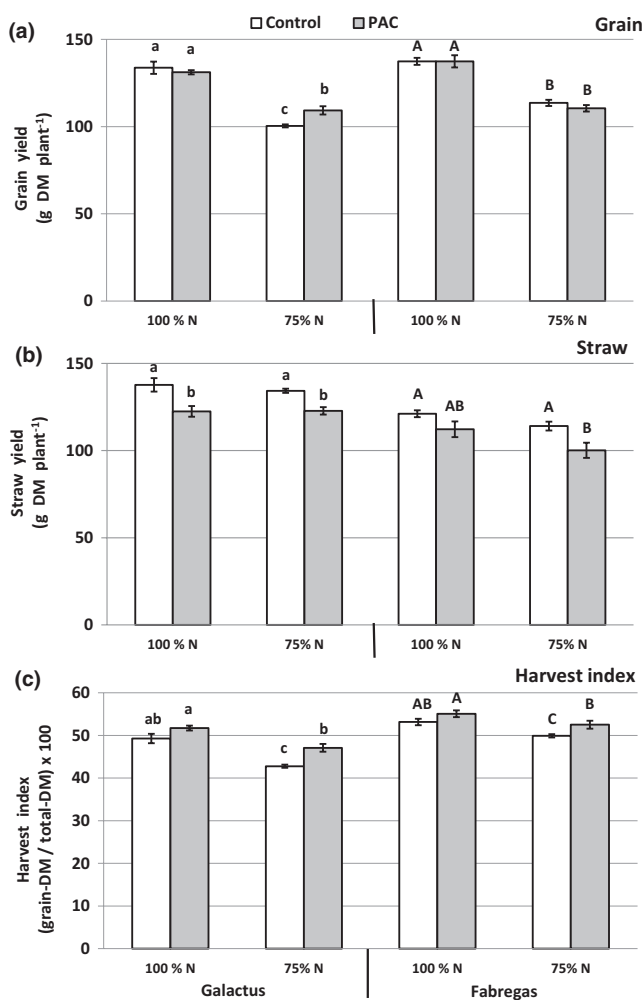 (a)
Control PAC
Grain
150
100
50
0
Grain yield
(g DM plant-1)
a a
c b
A A
B B
100 % N 75% N 100 % N 75% N
(b)
Straw
150
100
50
0
Straw yield
(g DM plant-1)
a b
a b
A AB
A B
100 % N 75% N 100 % N 75% N
(c)
Harvest index
60
50
40
30
20
10
0
Harvest index
(grain-DM / total-DM) x 100
ab a
c b
AB A
C B
100 % N 75% N 100 % N 75% N
Galactus Fabregas